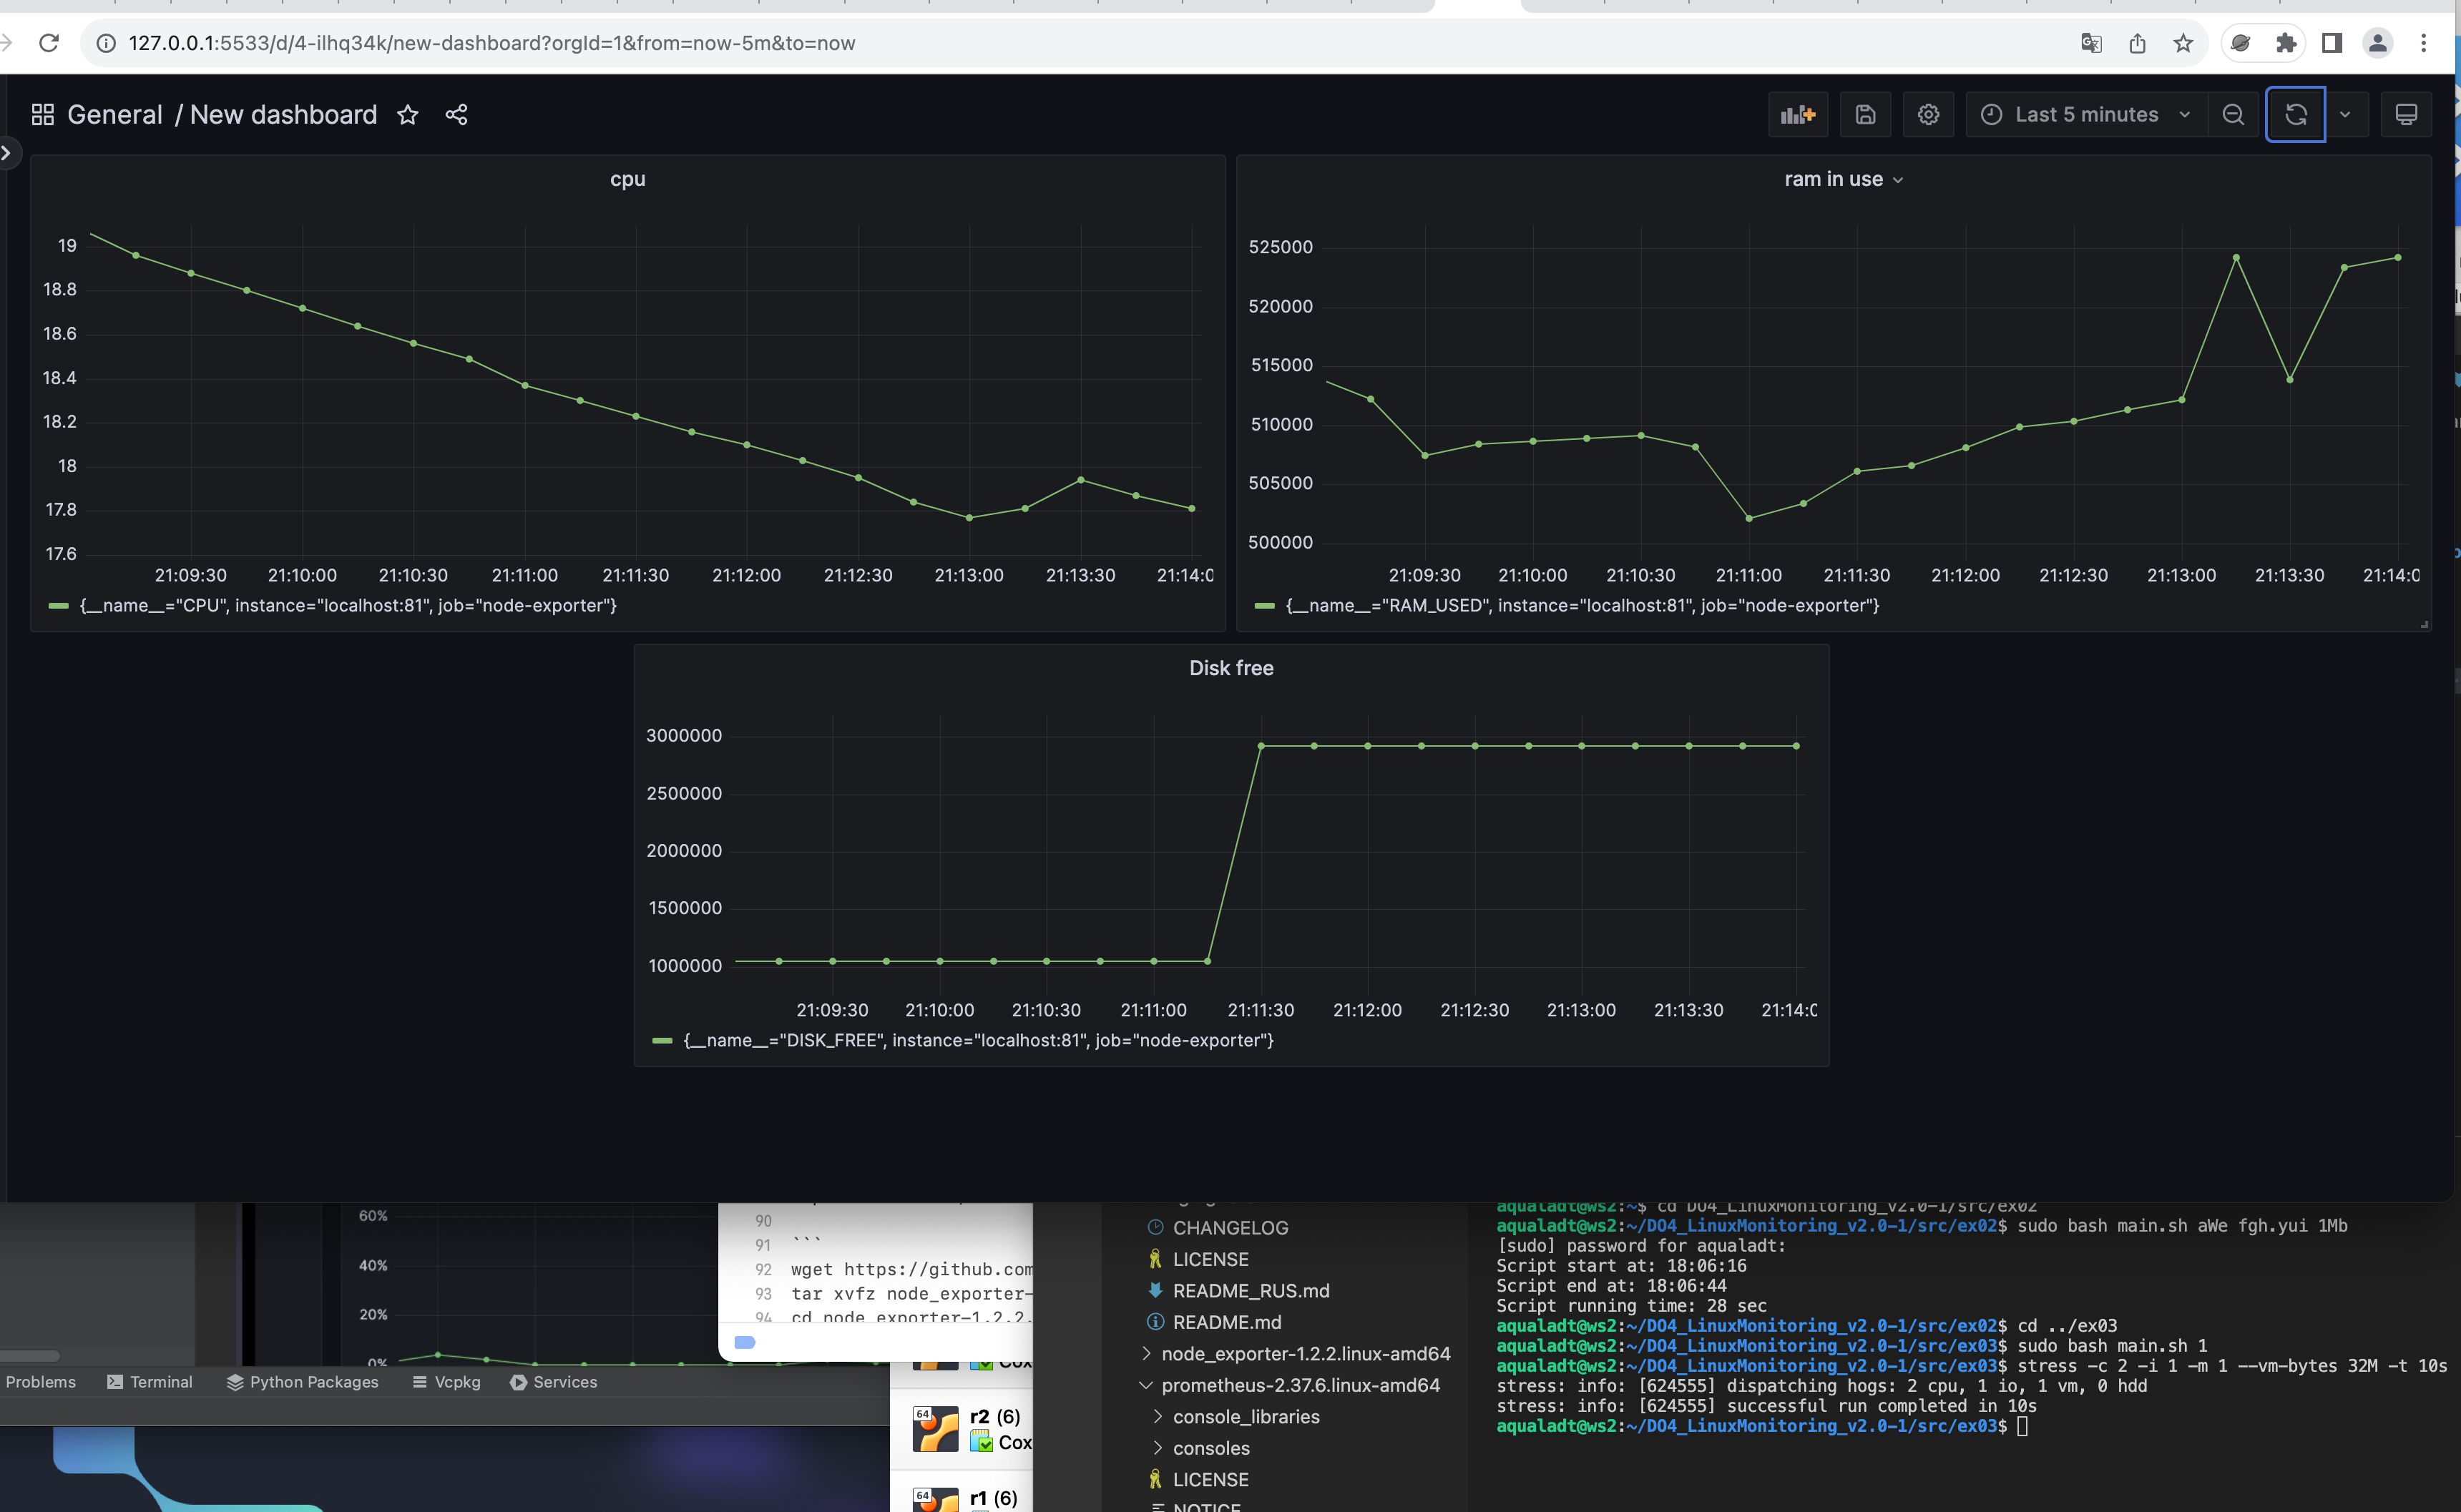 127.0.0.1:5533/d/4-ilhq34k/new-dashboard?orgId=1&from=now-5m&to=now
General / New dashboard
Last 5 minutes
cpu
19
18.8
18.6
18.4
18.2
18
17.8
17.6
21:09:30 21:10:00 21:10:30 21:11:00 21:11:30 21:12:00 21:12:30 21:13:00 21:13:30 21:14:0
{__name__="CPU", instance="localhost:81", job="node-exporter"}
ram in use
525000
520000
515000
510000
505000
500000
21:09:30 21:10:00 21:10:30 21:11:00 21:11:30 21:12:00 21:12:30 21:13:00 21:13:30 21:14:0
{__name__="RAM_USED", instance="localhost:81", job="node-exporter"}
Disk free
3000000
2500000
2000000
1500000
1000000
21:09:30 21:10:00 21:10:30 21:11:00 21:11:30 21:12:00 21:12:30 21:13:00 21:13:30 21:14:0
{__name__="DISK_FREE", instance="localhost:81", job="node-exporter"}
60%
40%
20%
0%
Problems Terminal Python Packages Vcpkg Services
90
91 ```
92 wget https://github.com
93 tar xvfz node_exporter-
94 cd node_exporter-1.2.2.
64 r2 (6)
Сох
64 r1 (6)
CHANGELOG
LICENSE
README_RUS.md
README.md
node_exporter-1.2.2.linux-amd64
prometheus-2.37.6.linux-amd64
console_libraries
consoles
LICENSE
NOTICE
aqualadt@ws2:~$ cd DO4_LinuxMonitoring_v2.0-1/src/ex02
aqualadt@ws2:~/DO4_LinuxMonitoring_v2.0-1/src/ex02$ sudo bash main.sh aWe fgh.yui 1Mb
[sudo] password for aqualadt:
Script start at: 18:06:16
Script end at: 18:06:44
Script running time: 28 sec
aqualadt@ws2:~/DO4_LinuxMonitoring_v2.0-1/src/ex02$ cd ../ex03
aqualadt@ws2:~/DO4_LinuxMonitoring_v2.0-1/src/ex03$ sudo bash main.sh 1
aqualadt@ws2:~/DO4_LinuxMonitoring_v2.0-1/src/ex03$ stress -c 2 -i 1 -m 1 --vm-bytes 32M -t 10s
stress: info: [624555] dispatching hogs: 2 cpu, 1 io, 1 vm, 0 hdd
stress: info: [624555] successful run completed in 10s
aqualadt@ws2:~/DO4_LinuxMonitoring_v2.0-1/src/ex03$